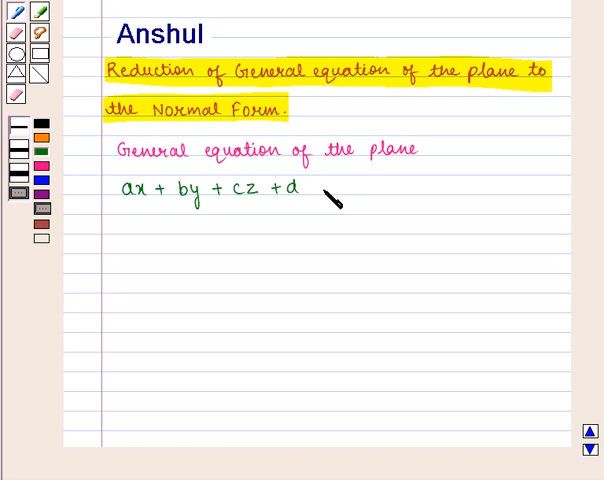 Anshul
Reduction of General equation of the plane to
the Normal Form.
General equation of the plane
ax + by + cz + d